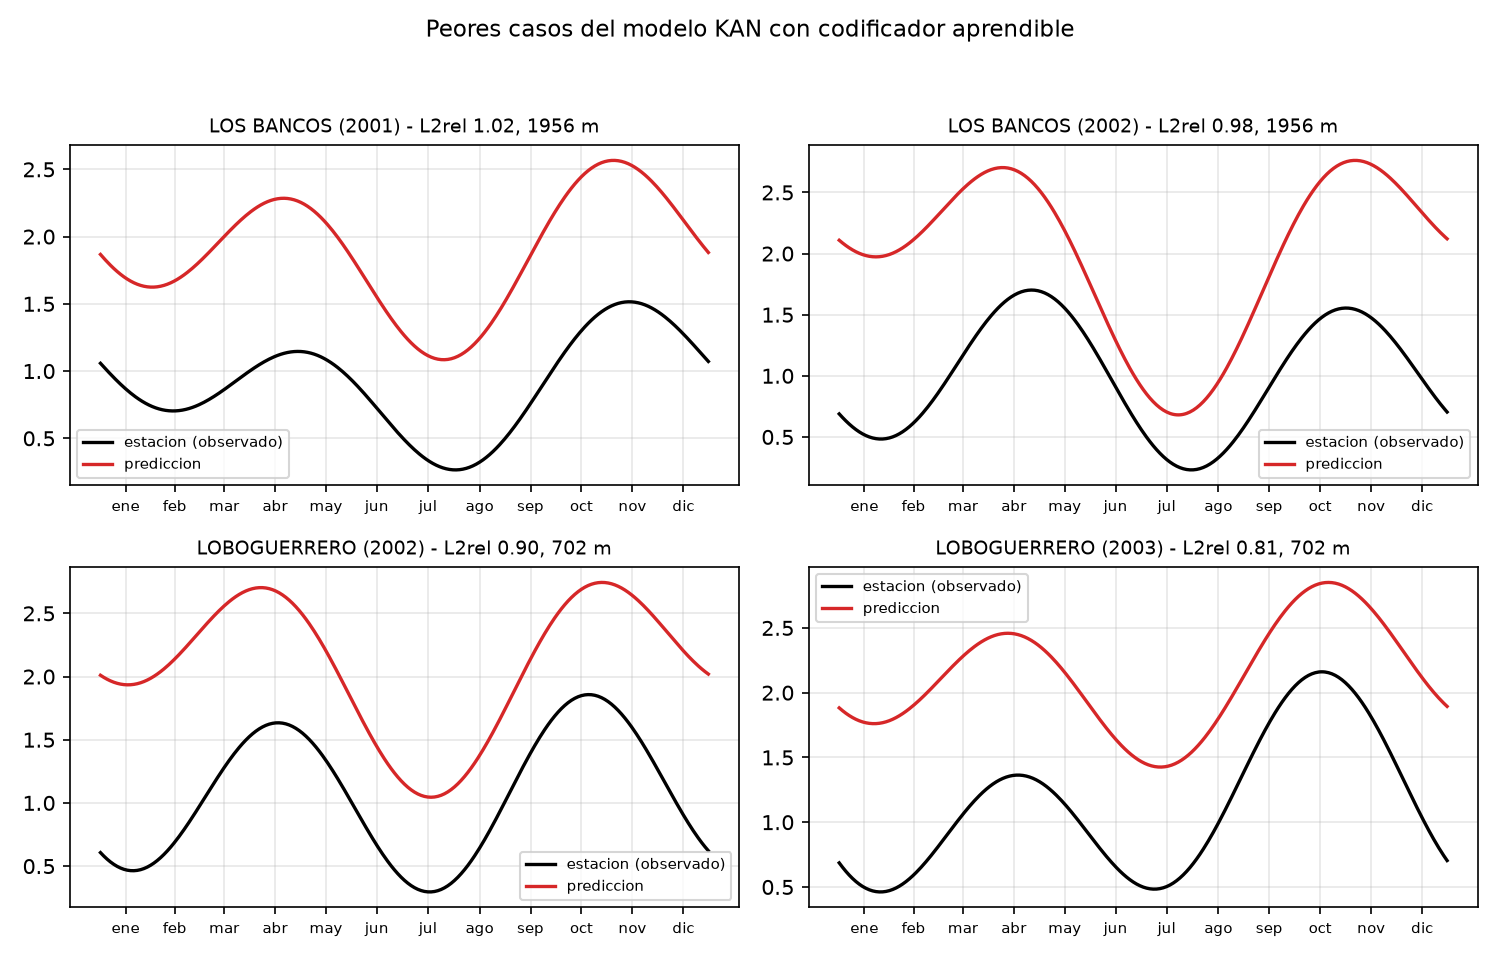 Peores casos del modelo KAN con codificador aprendible
LOS BANCOS (2001) - L2rel 1.02, 1956 m
2.5
2.0
1.5
1.0
0.5
estacion (observado)
prediccion
ene feb mar abr may jun jul ago sep oct nov dic
LOS BANCOS (2002) - L2rel 0.98, 1956 m
2.5
2.0
1.5
1.0
0.5
estacion (observado)
prediccion
ene feb mar abr may jun jul ago sep oct nov dic
LOBOGUERRERO (2002) - L2rel 0.90, 702 m
2.5
2.0
1.5
1.0
0.5
estacion (observado)
prediccion
ene feb mar abr may jun jul ago sep oct nov dic
LOBOGUERRERO (2003) - L2rel 0.81, 702 m
estacion (observado)
prediccion
2.5
2.0
1.5
1.0
0.5
ene feb mar abr may jun jul ago sep oct nov dic